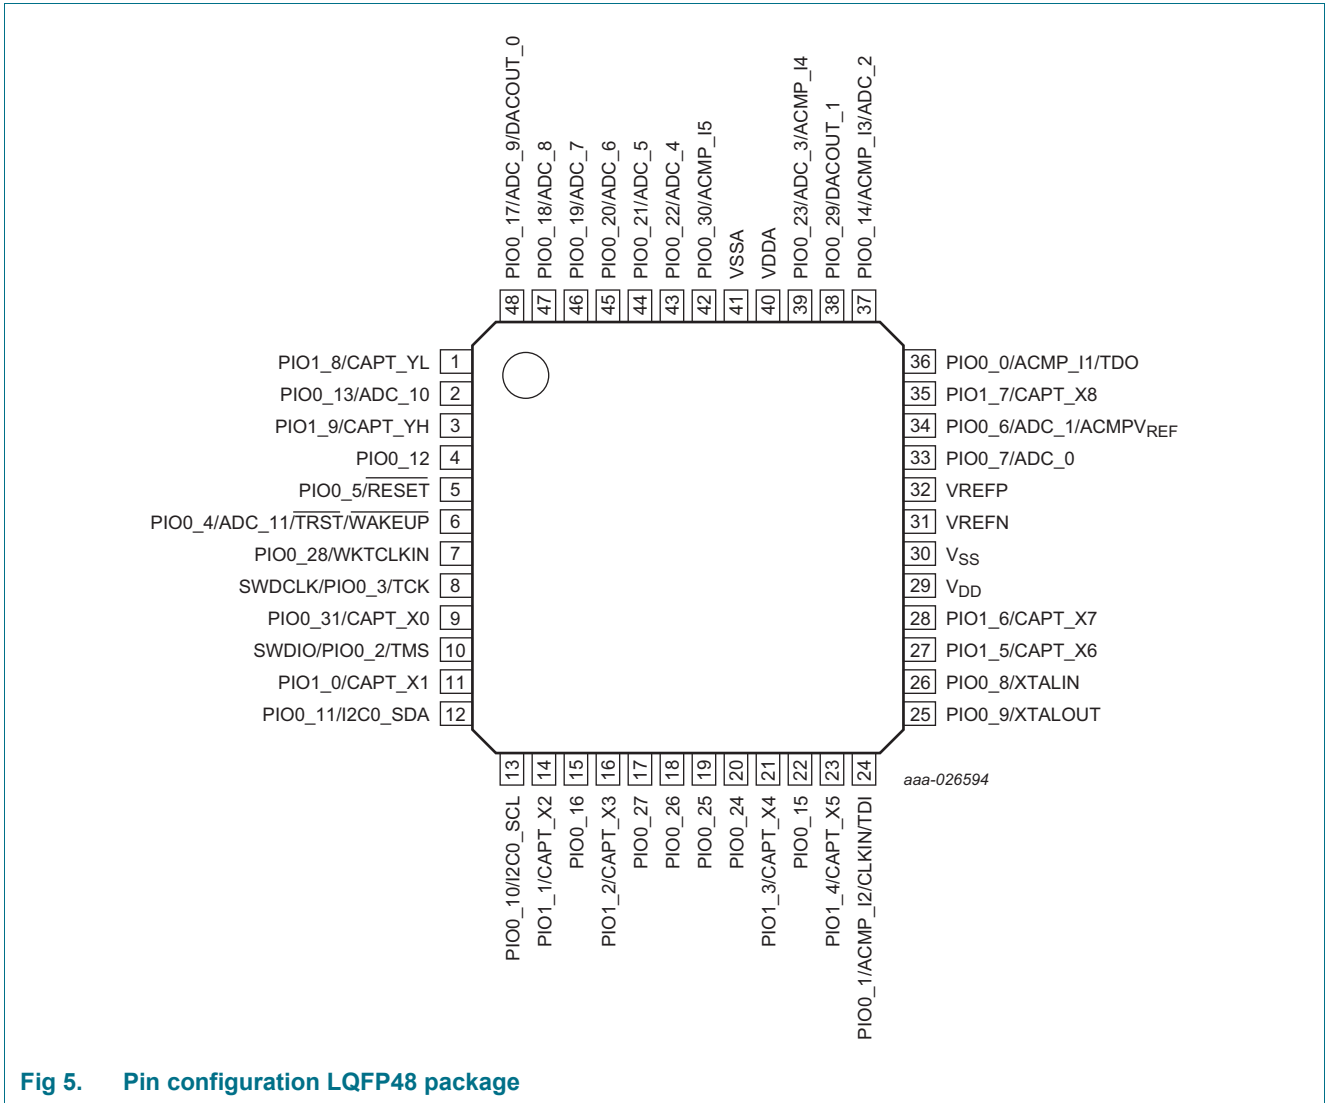 PIO0_17/ADC_9/DACOUT_0
PIO0_18/ADC_8
PIO0_19/ADC_7
PIO0_20/ADC_6
PIO0_21/ADC_5
PIO0_22/ADC_4
PIO0_30/ACMP_I5
VSSA
VDDA
PIO0_23/ADC_3/ACMP_I4
PIO0_29/DACOUT_1
PIO0_14/ACMP_I3/ADC_2
48 47 46 45 44 43 42 41 40 39 38 37
PIO1_8/CAPT_YL 1
PIO0_13/ADC_10 2
PIO1_9/CAPT_YH 3
PIO0_12 4
PIO0_5/RESET 5
PIO0_4/ADC_11/TRST/WAKEUP 6
PIO0_28/WKTCLKIN 7
SWDCLK/PIO0_3/TCK 8
PIO0_31/CAPT_X0 9
SWDIO/PIO0_2/TMS 10
PIO1_0/CAPT_X1 11
PIO0_11/I2C0_SDA 12
36 PIO0_0/ACMP_I1/TDO
35 PIO1_7/CAPT_X8
34 PIO0_6/ADC_1/ACMPVREF
33 PIO0_7/ADC_0
32 VREFP
31 VREFN
30 VSS
29 VDD
28 PIO1_6/CAPT_X7
27 PIO1_5/CAPT_X6
26 PIO0_8/XTALIN
25 PIO0_9/XTALOUT
13 14 15 16 17 18 19 20 21 22 23 24
PIO0_10/I2C0_SCL
PIO1_1/CAPT_X2
PIO0_16
PIO1_2/CAPT_X3
PIO0_27
PIO0_26
PIO0_25
PIO0_24
PIO1_3/CAPT_X4
PIO0_15
PIO1_4/CAPT_X5
PIO0_1/ACMP_I2/CLKIN/TDI
aaa-026594
Fig 5. Pin configuration LQFP48 package